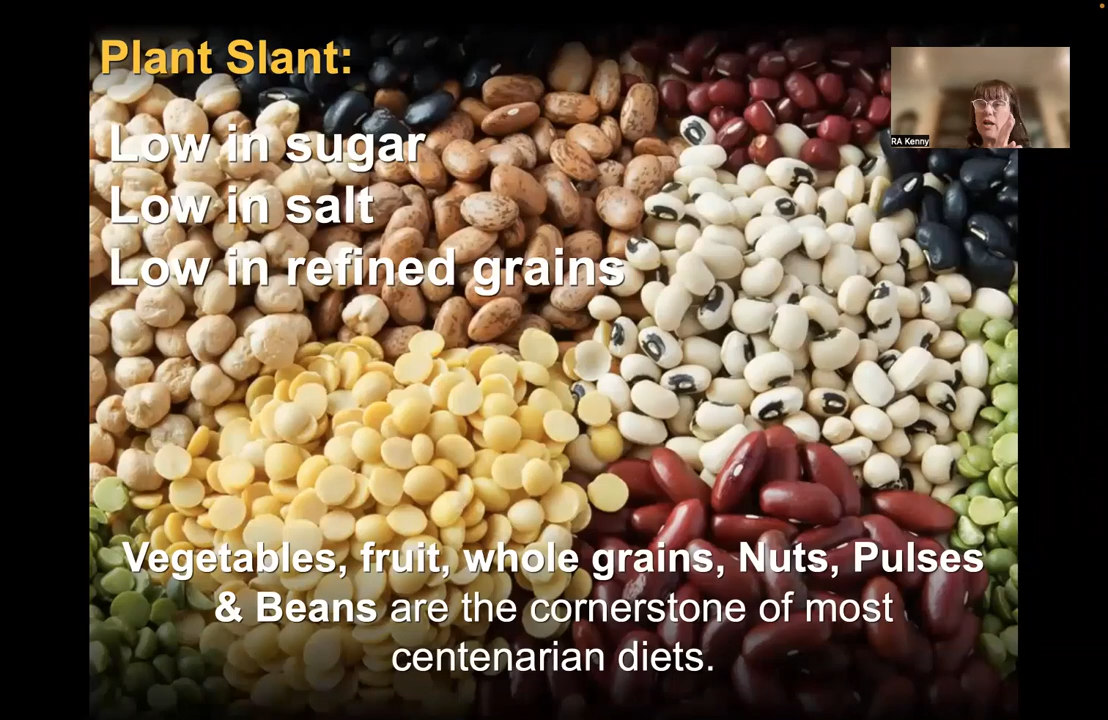 Plant Slant:
Low in sugar
Low in salt
Low in refined grains
RA Kenny
Vegetables, fruit, whole grains, Nuts, Pulses
& Beans are the cornerstone of most
centenarian diets.